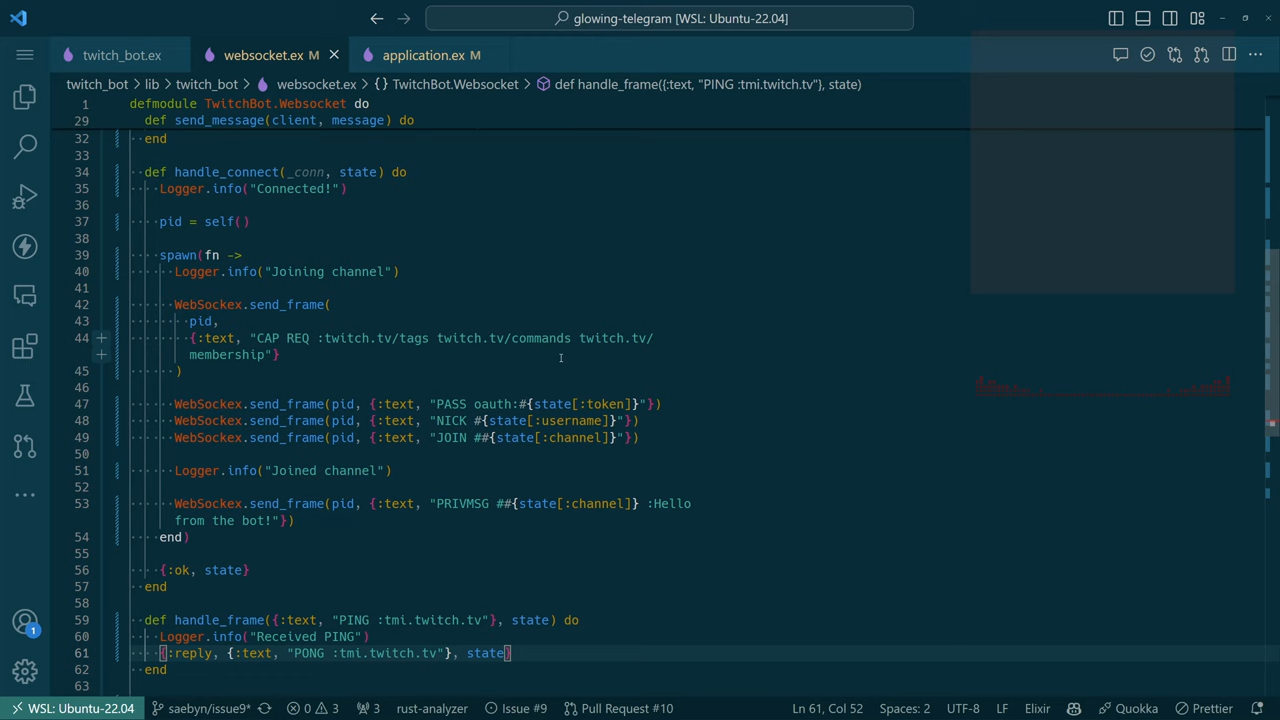 glowing-telegram [WSL: Ubuntu-22.04]
twitch_bot.ex
websocket.ex M
application.ex M
twitch_bot > lib > twitch_bot > websocket.ex > {} TwitchBot.Websocket > def handle_frame({:text, "PING :tmi.twitch.tv"}, state)
1 defmodule TwitchBot.Websocket do
29 def send_message(client, message) do
32 end
33
34 def handle_connect(_conn, state) do
35 Logger.info("Connected!")
36
37 pid = self()
38
39 spawn(fn ->
40 Logger.info("Joining channel")
41
42 WebSockex.send_frame(
43 pid,
44 {:text, "CAP REQ :twitch.tv/tags twitch.tv/commands twitch.tv/
membership"}
45 )
46
47 WebSockex.send_frame(pid, {:text, "PASS oauth:#{state[:token]}"})
48 WebSockex.send_frame(pid, {:text, "NICK #{state[:username]}"})
49 WebSockex.send_frame(pid, {:text, "JOIN ##{state[:channel]}"})
50
51 Logger.info("Joined channel")
52
53 WebSockex.send_frame(pid, {:text, "PRIVMSG ##{state[:channel]} :Hello
from the bot!"})
54 end)
55
56 {:ok, state}
57 end
58
59 def handle_frame({:text, "PING :tmi.twitch.tv"}, state) do
60 Logger.info("Received PING")
61 {:reply, {:text, "PONG :tmi.twitch.tv"}, state}
62 end
63
1
WSL: Ubuntu-22.04
saebyn/issue9*
0
3
3
rust-analyzer
Issue #9
Pull Request #10
Ln 61, Col 52
Spaces: 2
UTF-8
LF
Elixir
Quokka
Prettier